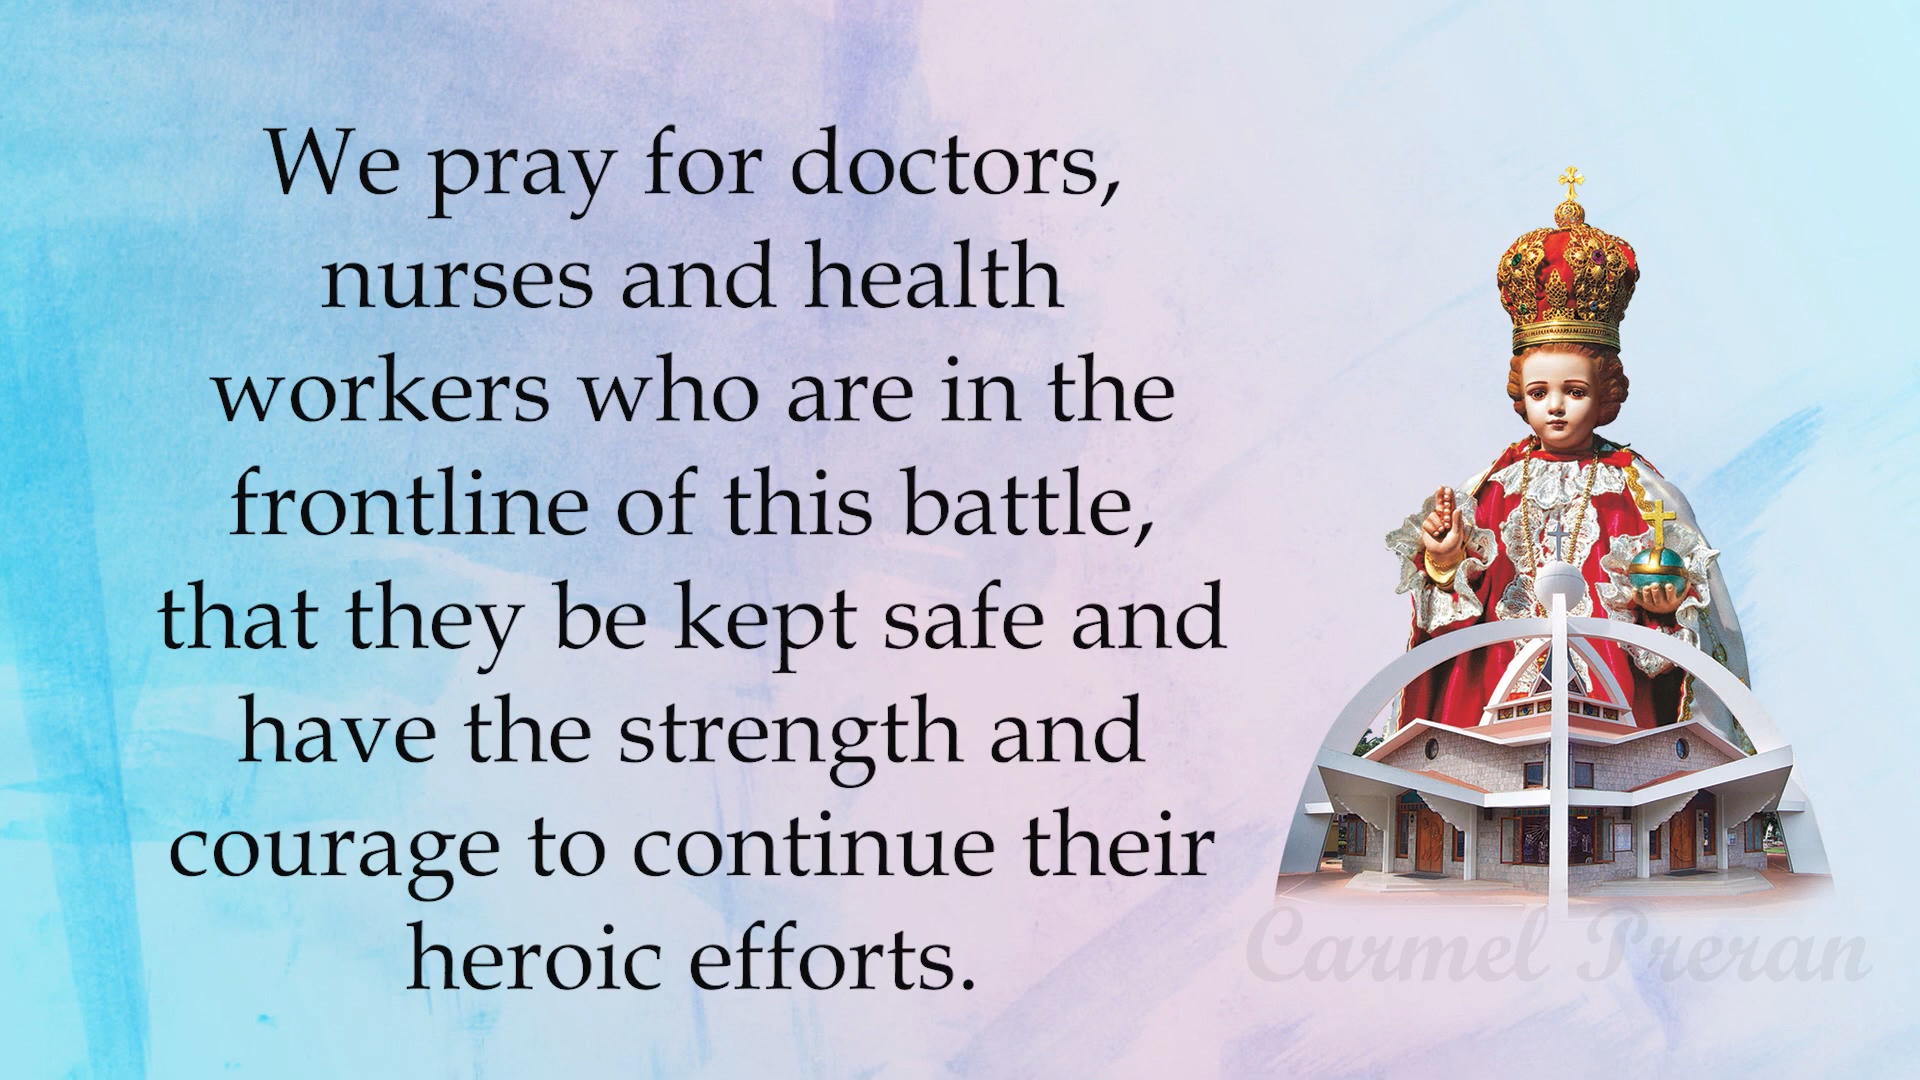 We pray for doctors,
nurses and health
workers who are in the
frontline of this battle,
that they be kept safe and
have the strength and
courage to continue their
heroic efforts.
Carmel Preran